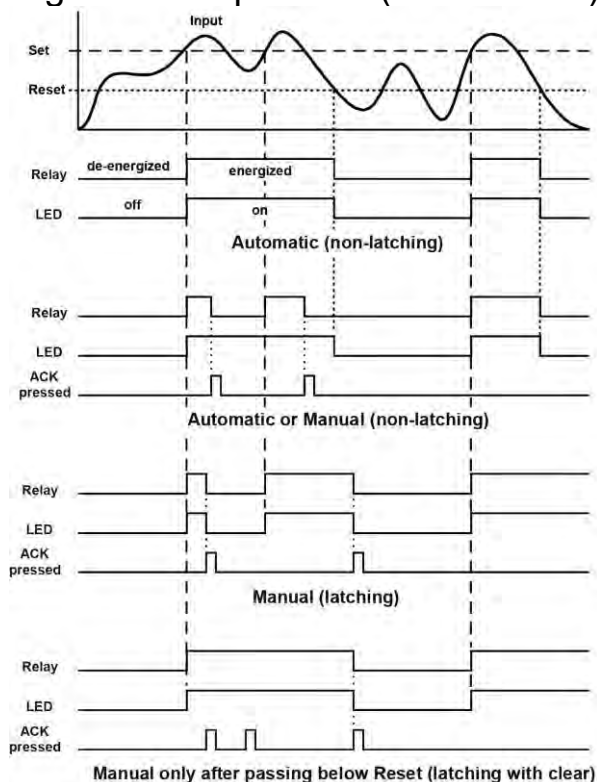 Input
Set
Reset
Relay de-energized energized
LED off on
Automatic (non-latching)
Relay
LED
ACK
pressed
Automatic or Manual (non-latching)
Relay
LED
ACK
pressed
Manual (latching)
Relay
LED
ACK
pressed
Manual only after passing below Reset (latching with clear)